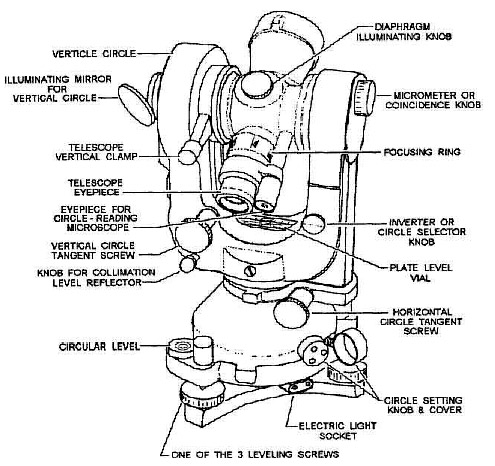 DIAPHRAGM
ILLUMINATING KNOB
VERTICLE CIRCLE
ILLUMINATING MIRROR
FOR
VERTICAL CIRCLE
MICROMETER OR
COINCIDENCE KNOB
TELESCOPE
VERTICAL CLAMP
FOCUSING RING
TELESCOPE
EYEPIECE
EYEPIECE FOR
CIRCLE-READING
MICROSCOPE
INVERTER OR
CIRCLE SELECTOR
KNOB
VERTICAL CIRCLE
TANGENT SCREW
PLATE LEVEL
VIAL
KNOB FOR COLLIMATION
LEVEL REFLECTOR
HORIZONTAL
CIRCLE TANGENT
SCREW
CIRCULAR LEVEL
CIRCLE SETTING
KNOB & COVER
ELECTRIC LIGHT
SOCKET
ONE OF THE 3 LEVELING SCREWS